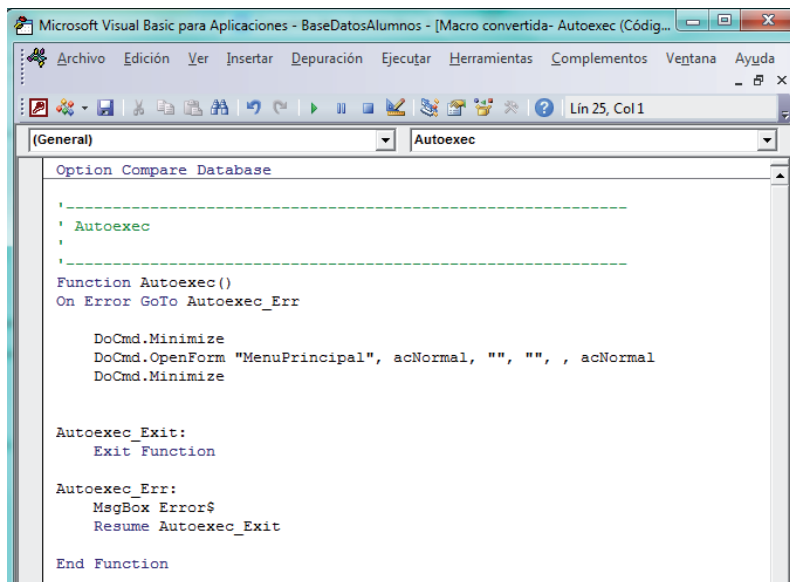 Microsoft Visual Basic para Aplicaciones - BaseDatosAlumnos - [Macro convertida- Autoexec (Códig...
Archivo Edición Ver Insertar Depuración Ejecutar Herramientas Complementos Ventana Ayuda
Lín 25, Col 1
(General) Autoexec
Option Compare Database
'------------------------------------------------------------
' Autoexec
'
'------------------------------------------------------------
Function Autoexec()
On Error GoTo Autoexec_Err
DoCmd.Minimize
DoCmd.OpenForm "MenuPrincipal", acNormal, "", "", , acNormal
DoCmd.Minimize
Autoexec_Exit:
Exit Function
Autoexec_Err:
MsgBox Error$
Resume Autoexec_Exit
End Function